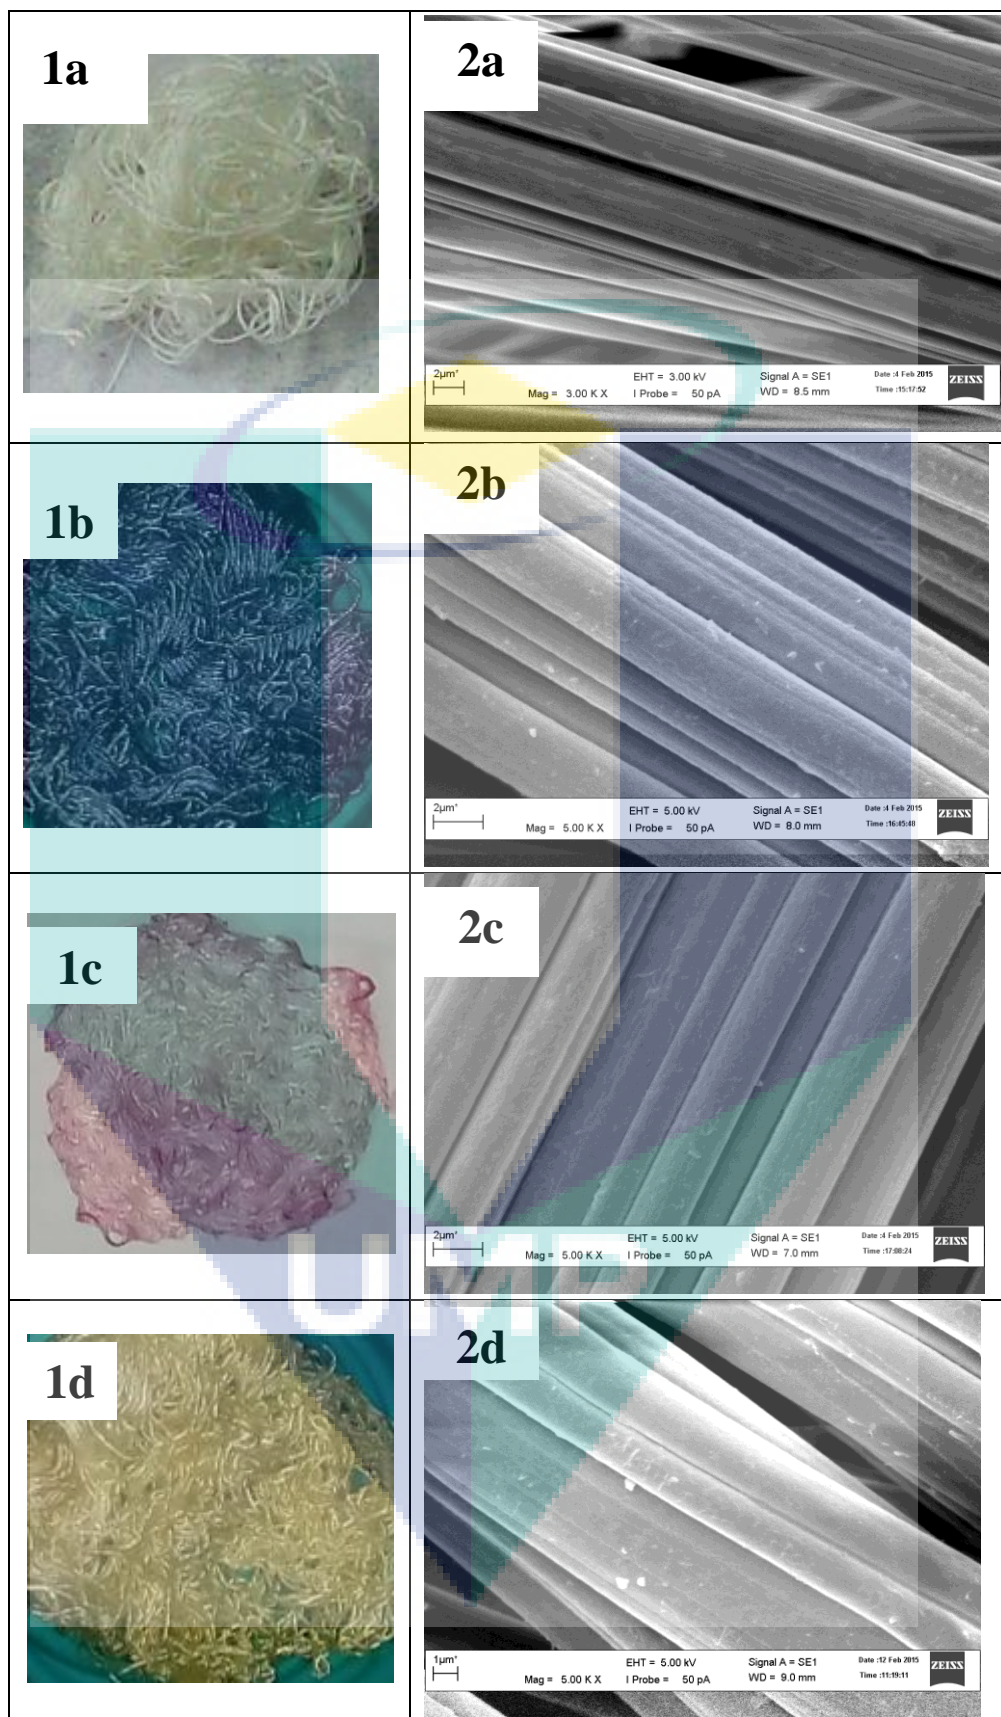 1a
2a
2µm*
Mag = 3.00 K X
EHT = 3.00 kV
I Probe = 50 pA
Signal A = SE1
WD = 8.5 mm
Date :4 Feb 2015
Time :15:17:52
ZEISS
1b
2b
2µm*
Mag = 5.00 K X
EHT = 5.00 kV
I Probe = 50 pA
Signal A = SE1
WD = 8.0 mm
Date :4 Feb 2015
Time :16:45:48
ZEISS
1c
2c
2µm*
Mag = 5.00 K X
EHT = 5.00 kV
I Probe = 50 pA
Signal A = SE1
WD = 7.0 mm
Date :4 Feb 2015
Time :17:08:24
ZEISS
UMP
1d
2d
1µm*
Mag = 5.00 K X
EHT = 5.00 kV
I Probe = 50 pA
Signal A = SE1
WD = 9.0 mm
Date :12 Feb 2015
Time :11:19:11
ZEISS